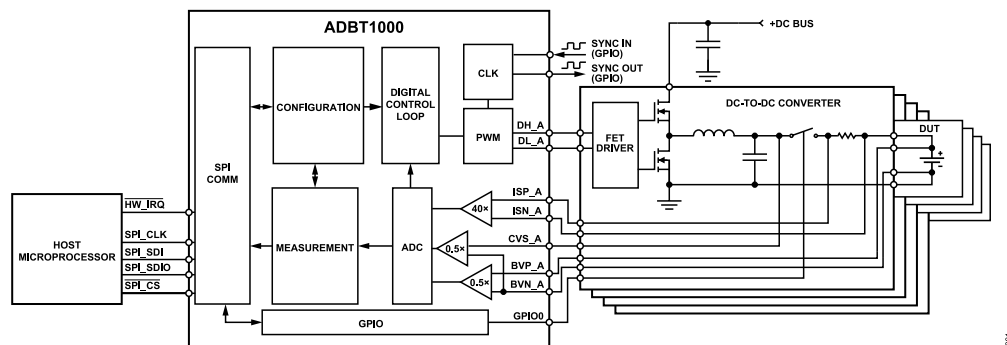 ADBT1000
+DC BUS
SYNC IN
(GPIO)
SYNC OUT
(GPIO)
CLK
SPI
COMM
CONFIGURATION
DIGITAL
CONTROL
LOOP
PWM
DH_A
DL_A
DC-TO-DC CONVERTER
FET
DRIVER
DUT
+
HOST
MICROPROCESSOR
HW_IRQ
SPI_CLK
SPI_SDI
SPI_SDIO
SPI_CS
MEASUREMENT
ADC
40×
0.5×
0.5×
ISP_A
ISN_A
CVS_A
BVP_A
BVN_A
GPIO
GPIO0